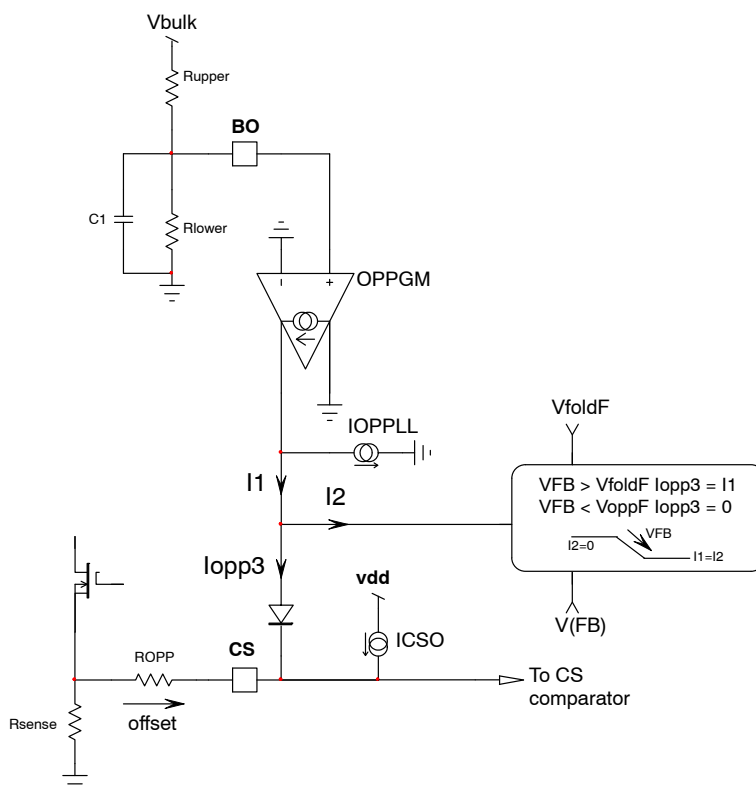 Vbulk
Rupper
BO
C1
Rlower
OPPGM
IOPPLL
VfoldF
I1
I2
VFB > VfoldF Iopp3 = I1
VFB < VoppF Iopp3 = 0
VFB
I2=0
I1=I2
Iopp3
vdd
V(FB)
ICSO
CS
ROPP
To CS
comparator
offset
Rsense